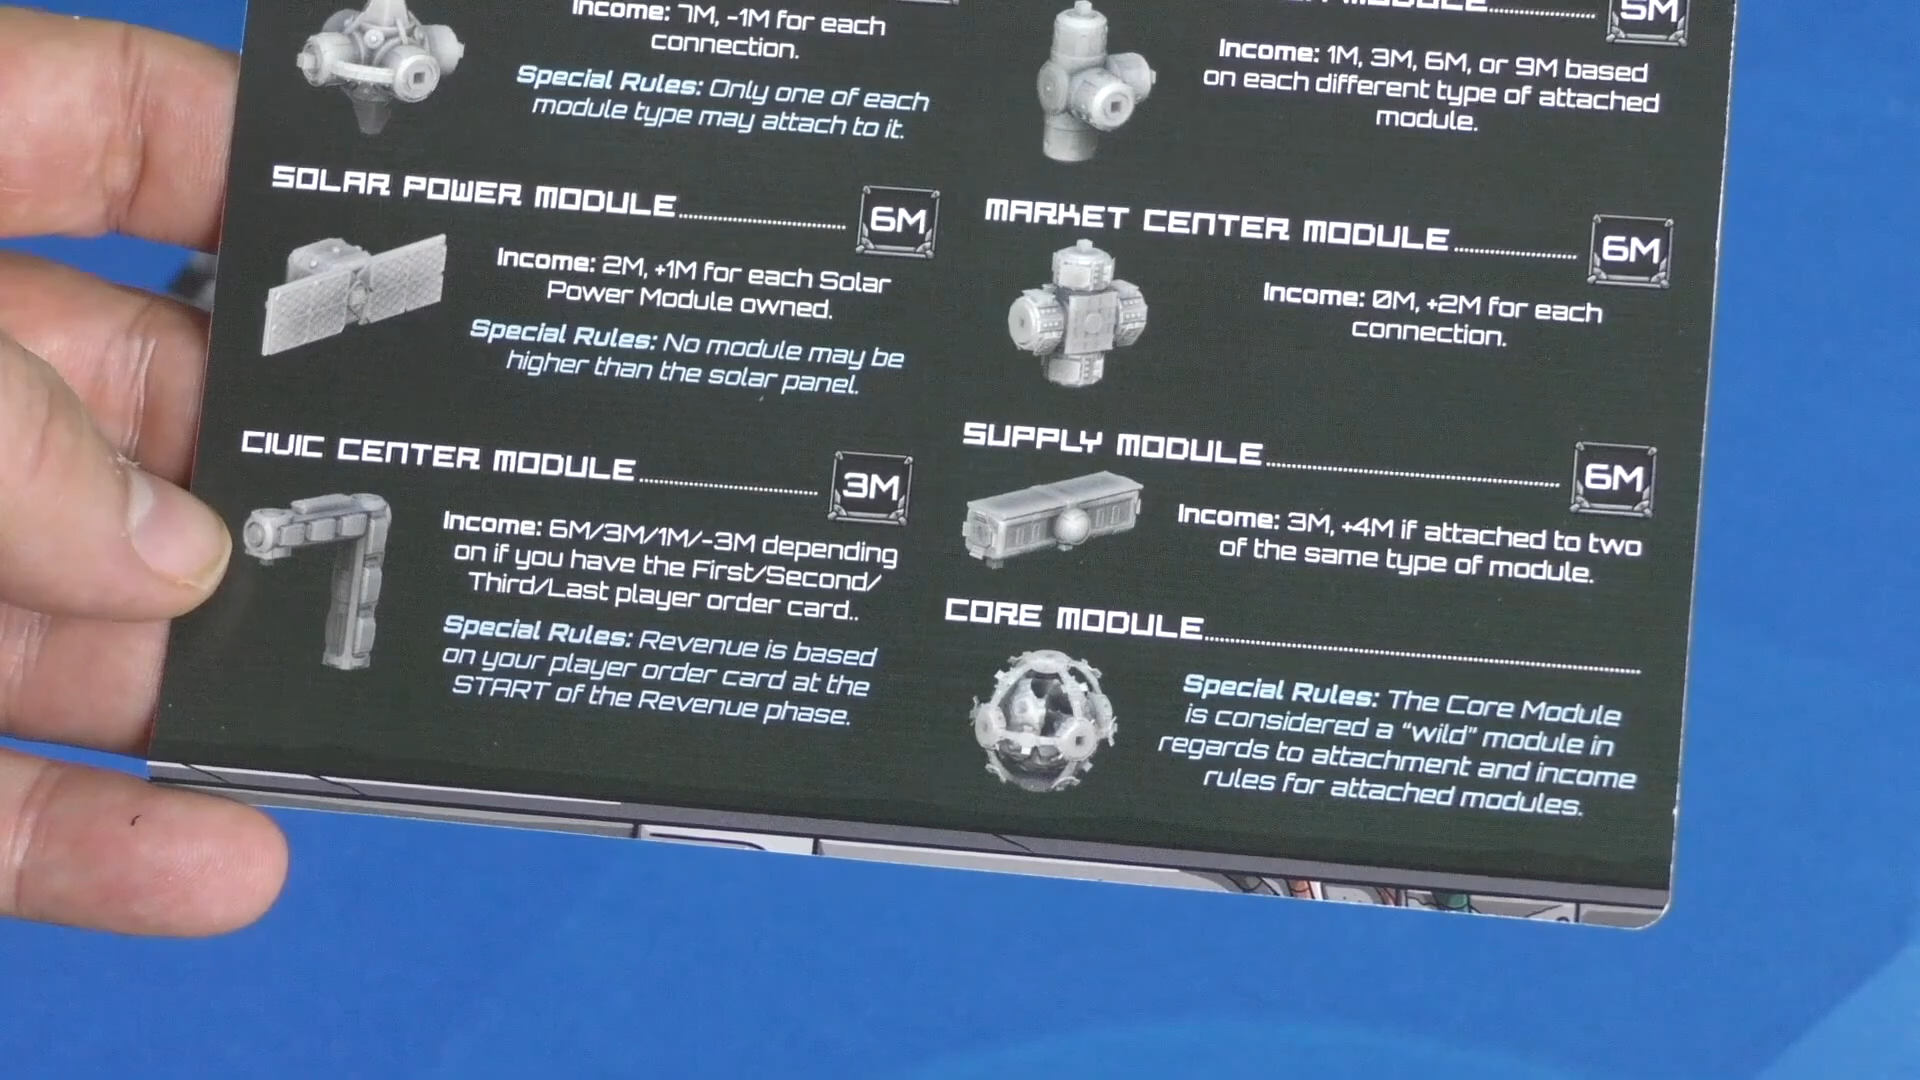 Income: 7M, -1M for each
connection.
Special Rules: Only one of each
module type may attach to it.
SOLAR POWER MODULE
6M
Income: 2M, +1M for each Solar
Power Module owned.
Special Rules: No module may be
higher than the solar panel.
CIVIC CENTER MODULE
3M
Income: 6M/3M/1M/-3M depending
on if you have the First/Second/
Third/Last player order card..
Special Rules: Revenue is based
on your player order card at the
START of the Revenue phase.
MODULE
5M
Income: 1M, 3M, 6M, or 9M based
on each different type of attached
module.
MARKET CENTER MODULE
6M
Income: 0M, +2M for each
connection.
SUPPLY MODULE
6M
Income: 3M, +4M if attached to two
of the same type of module.
CORE MODULE
Special Rules: The Core Module
is considered a "wild" module in
regards to attachment and income
rules for attached modules.